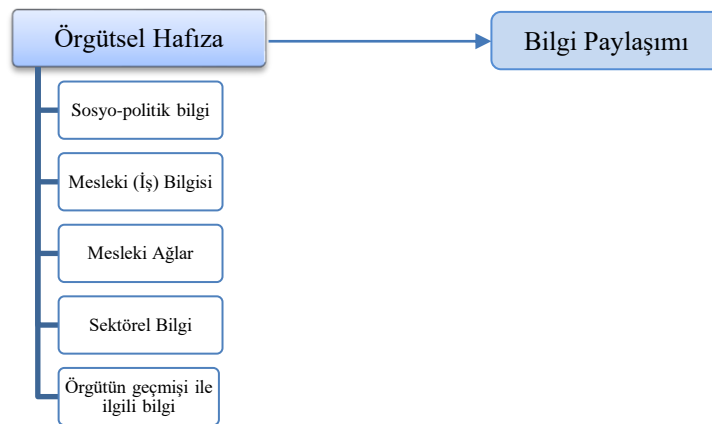 Örgütsel Hafıza
Bilgi Paylaşımı
Sosyo-politik bilgi
Mesleki (İş) Bilgisi
Mesleki Ağlar
Sektörel Bilgi
Örgütün geçmişi ile
ilgili bilgi